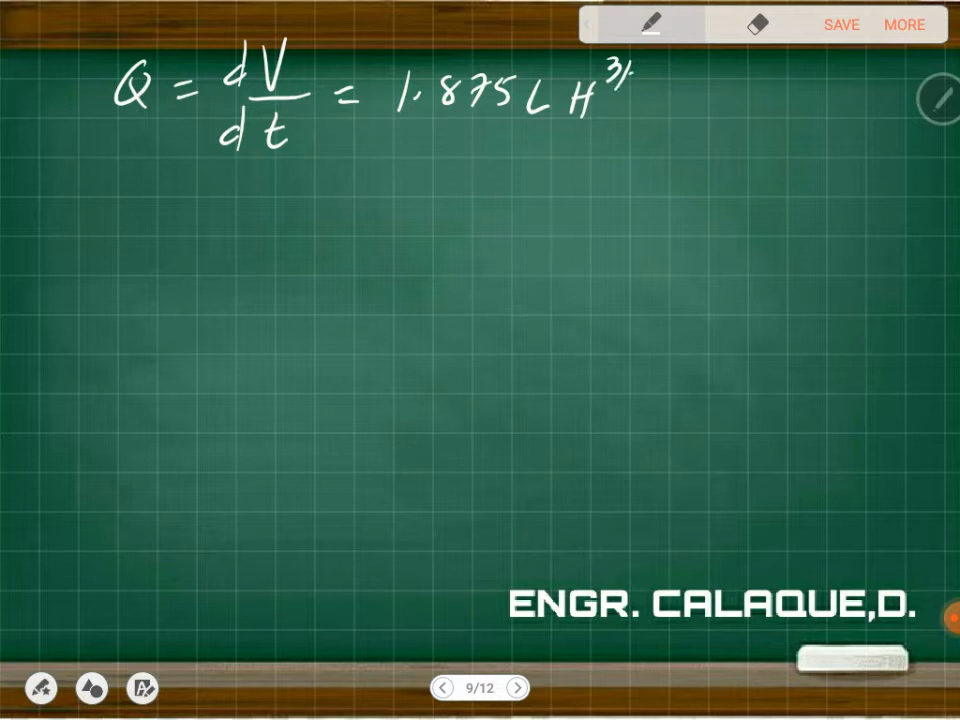 SAVE MORE
Q = dV/dt = 1.875 L H^3/
ENGR. CALAQUE,D.
9/12